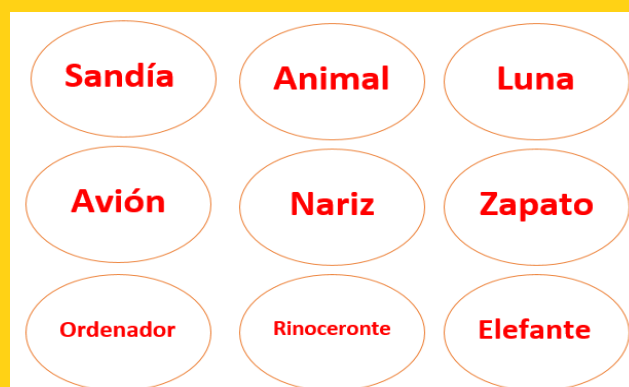 Sandía
Animal
Luna
Avión
Nariz
Zapato
Ordenador
Rinoceronte
Elefante